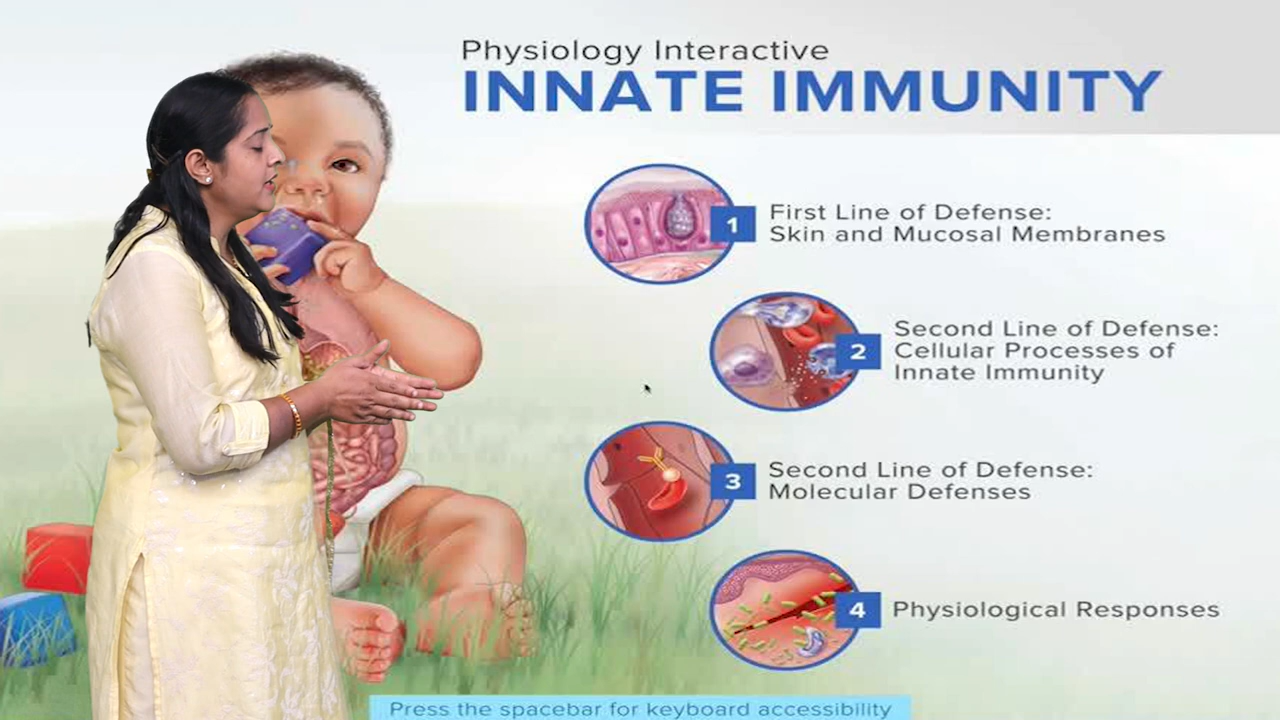 Physiology Interactive
INNATE IMMUNITY
1
First Line of Defense:
Skin and Mucosal Membranes
2
Second Line of Defense:
Cellular Processes of
Innate Immunity
3
Second Line of Defense:
Molecular Defenses
4
Physiological Responses
Press the spacebar for keyboard accessibility